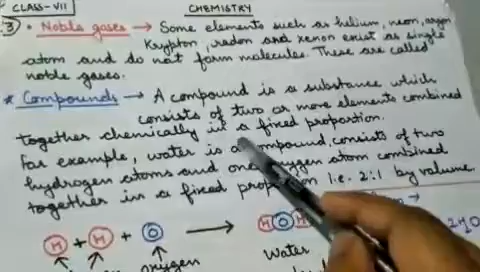 CLASS-VII
CHEMISTRY
3 • Noble gases → Some elements such as helium, neon, argon
Krypton, radon and xenon exist as single
atom and do not form molecules. These are called
noble gases.
* Compounds → A compound is a substance which
consists of two or more elements combined
together chemically in a fixed proportion.
For example, water is a compound, consists of two
hydrogen atoms and one oxygen atom combined
together in a fixed i.e. 2:1 by volume.
H + H + O → H O
water
oxygen